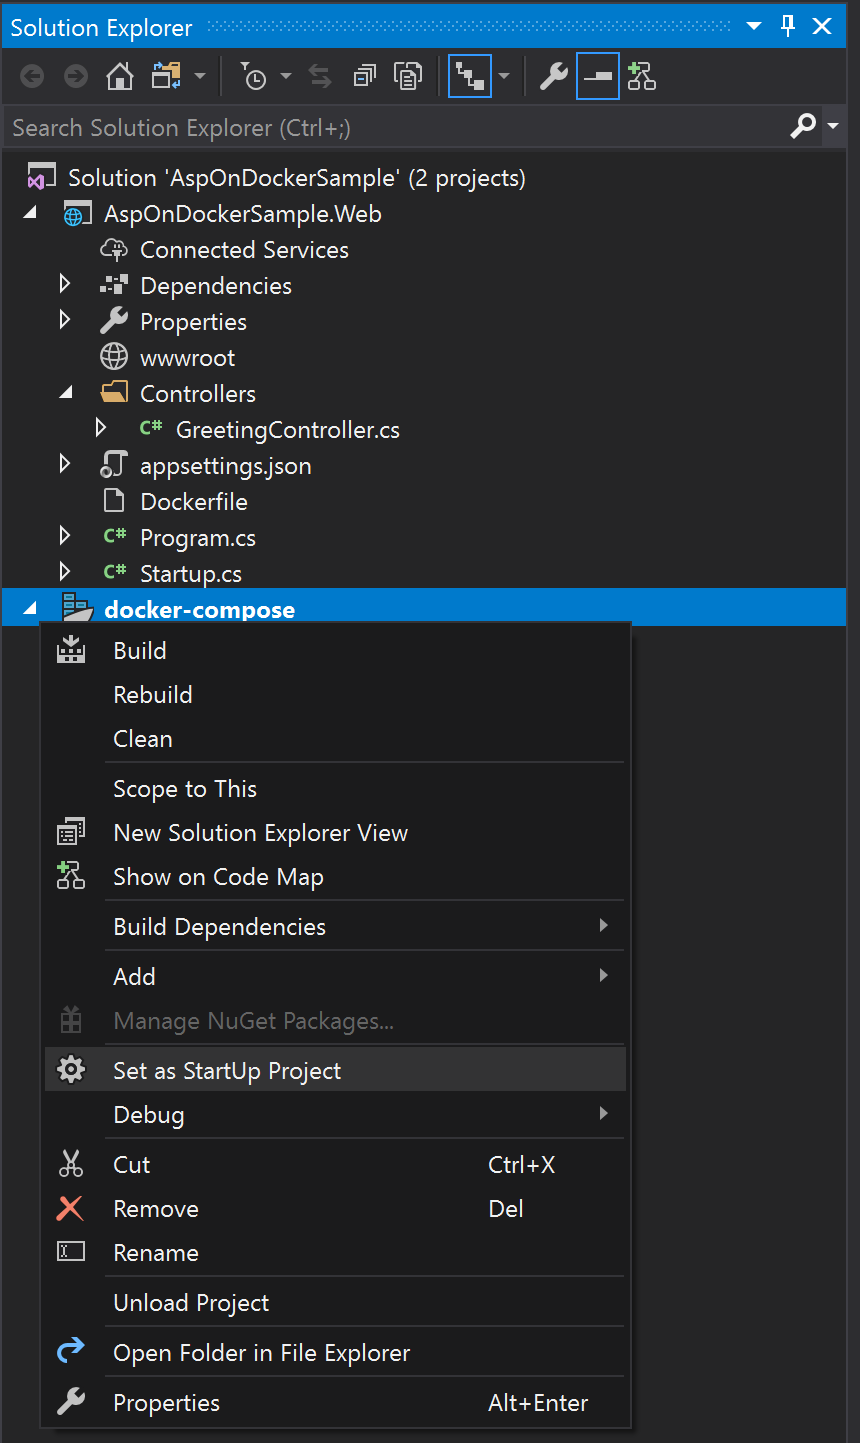 Solution Explorer
Search Solution Explorer (Ctrl+;)
Solution 'AspOnDockerSample' (2 projects)
AspOnDockerSample.Web
Connected Services
Dependencies
Properties
wwwroot
Controllers
C# GreetingController.cs
appsettings.json
Dockerfile
C# Program.cs
C# Startup.cs
docker-compose
Build
Rebuild
Clean
Scope to This
New Solution Explorer View
Show on Code Map
Build Dependencies
Add
Manage NuGet Packages...
Set as StartUp Project
Debug
Cut Ctrl+X
Remove Del
Rename
Unload Project
Open Folder in File Explorer
Properties Alt+Enter